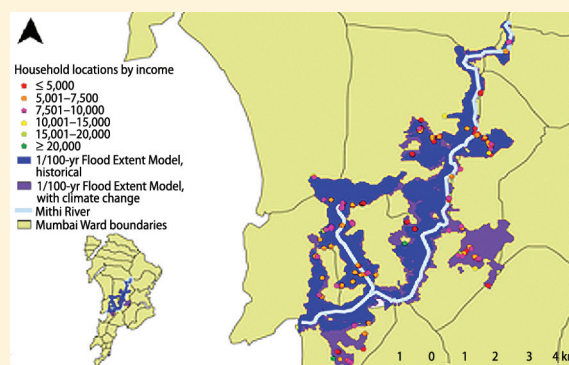 Household locations by income
≤ 5,000
5,001–7,500
7,501–10,000
10,001–15,000
15,001–20,000
≥ 20,000
1/100-yr Flood Extent Model,
historical
1/100-yr Flood Extent Model,
with climate change
Mithi River
Mumbai Ward boundaries
1 0 1 2 3 4 km